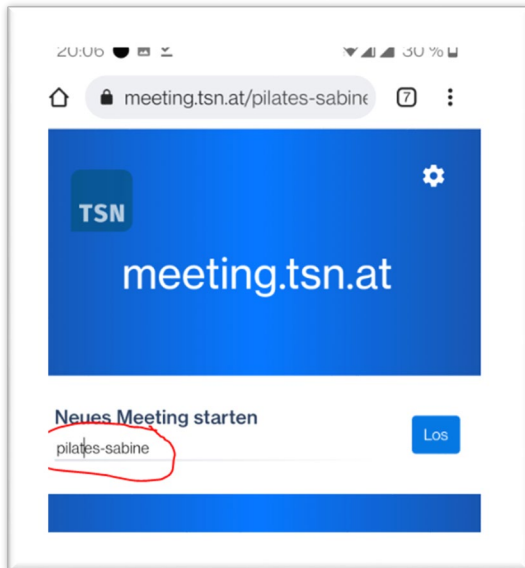 20:06 30 %
meeting.tsn.at/pilates-sabine 7
TSN
meeting.tsn.at
Neues Meeting starten
pilates-sabine
Los